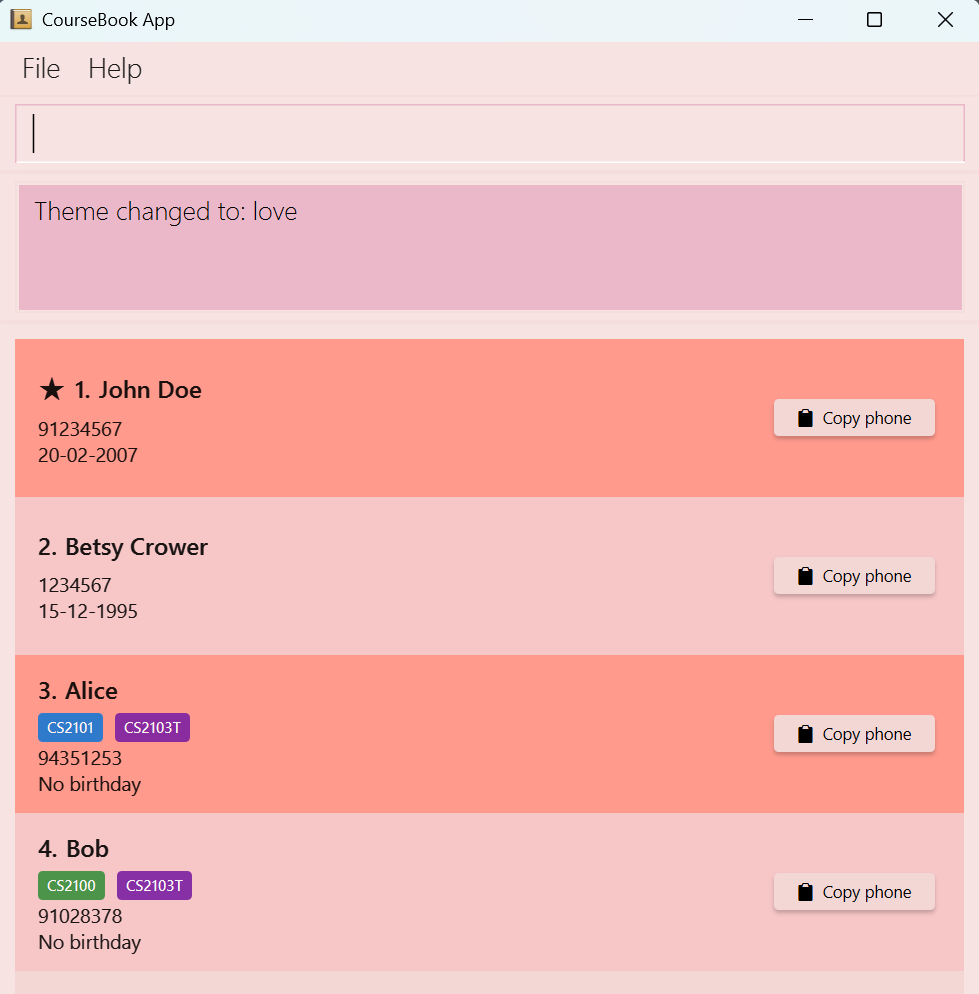 CourseBook App
File Help
Theme changed to: love
★ 1. John Doe
91234567
20-02-2007
Copy phone
2. Betsy Crower
1234567
15-12-1995
Copy phone
3. Alice
CS2101 CS2103T
94351253
No birthday
Copy phone
4. Bob
CS2100 CS2103T
91028378
No birthday
Copy phone